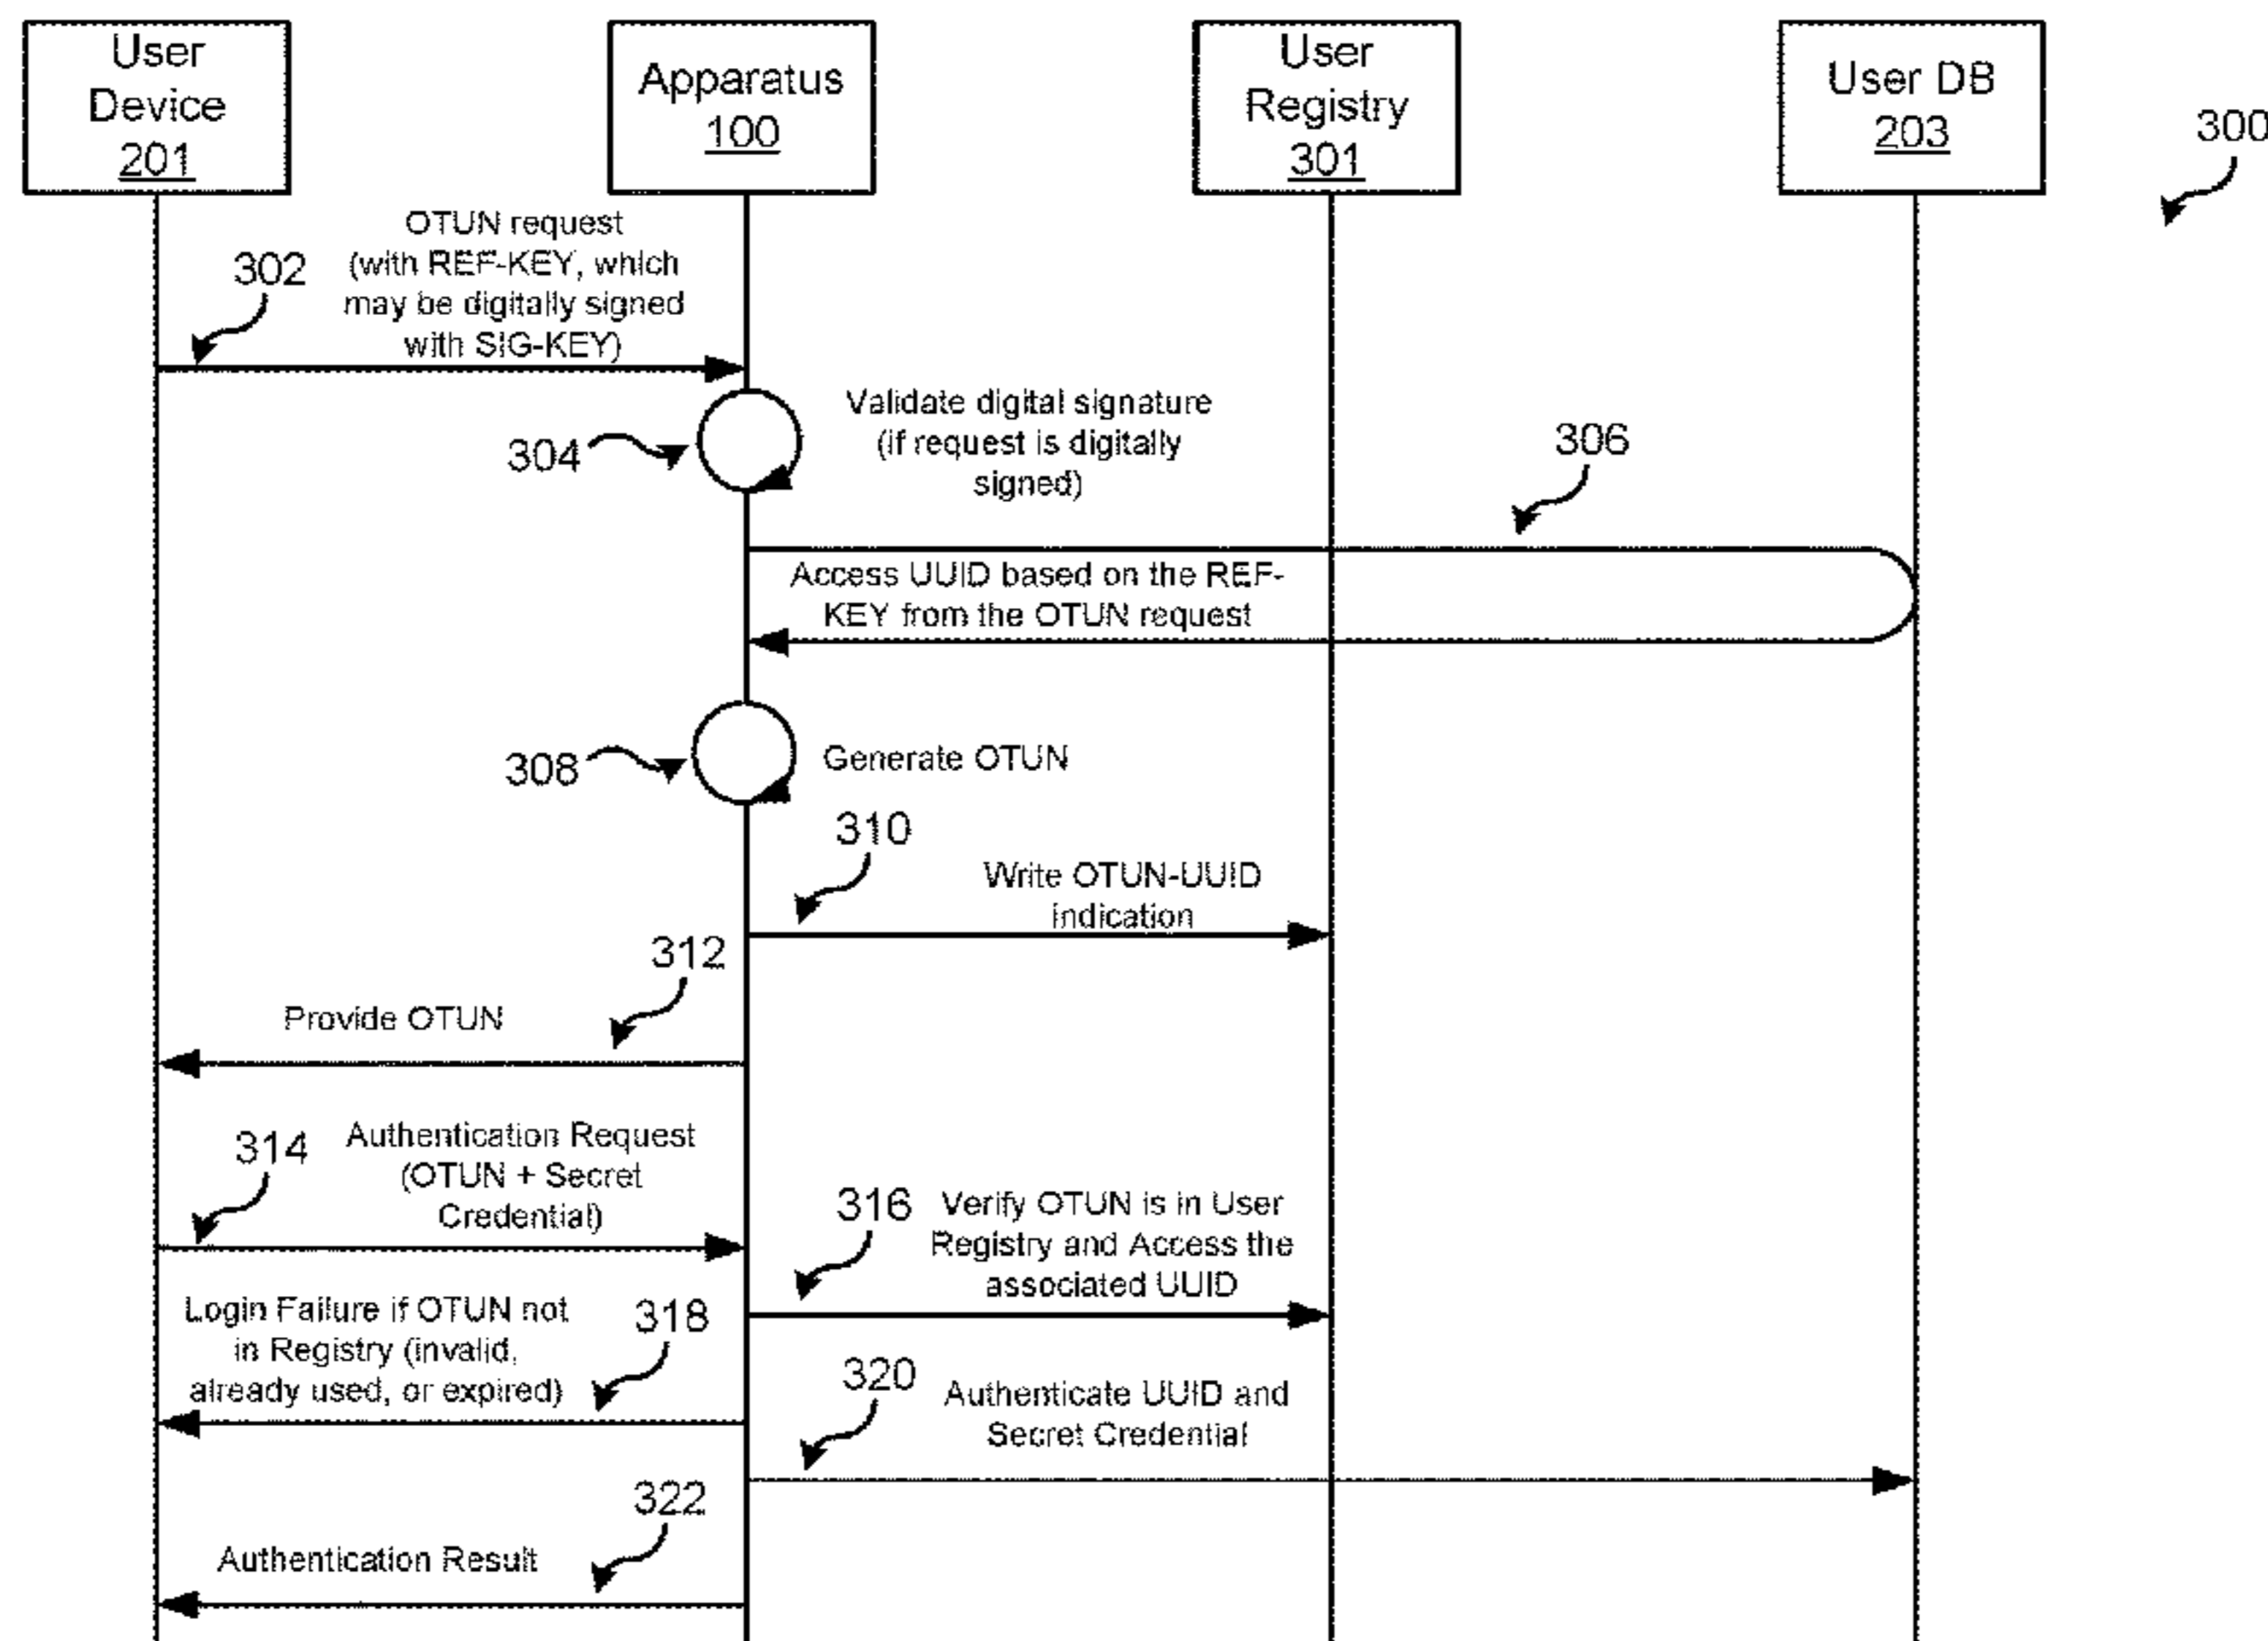 User
Device
201
Apparatus
100
User
Registry
301
User DB
203
300
OTUN request
(with REF-KEY, which
may be digitally signed
with SIG-KEY)
302
Validate digital signature
(if request is digitally
signed)
304
306
Access UUID based on the REF-
KEY from the OTUN request
308
Generate OTUN
310
Write OTUN-UUID
indication
312
Provide OTUN
314
Authentication Request
(OTUN + Secret
Credential)
316
Verify OTUN is in User
Registry and Access the
associated UUID
Login Failure if OTUN not
in Registry (invalid,
already used, or expired)
318
320
Authenticate UUID and
Secret Credential
322
Authentication Result